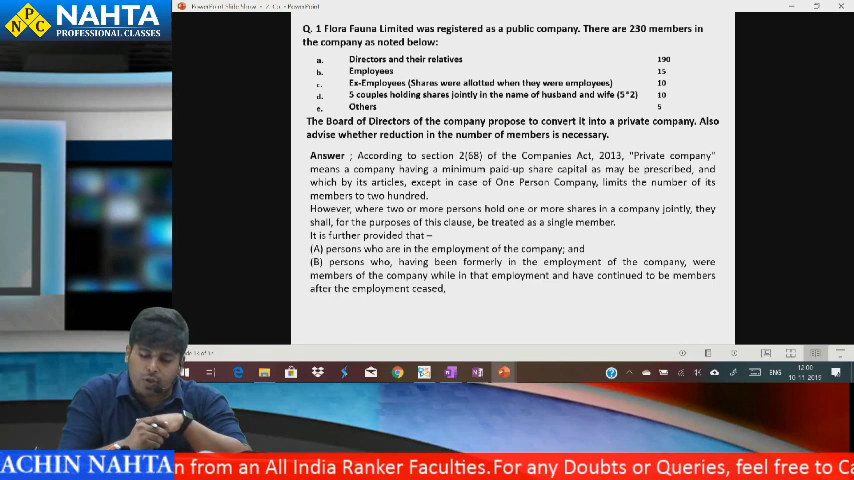 NPC
NAHTA
PROFESSIONAL CLASSES
PowerPoint Slide Show
PowerPoint
Q. 1 Flora Fauna Limited was registered as a public company. There are 230 members in
the company as noted below:
a. Directors and their relatives 190
b. Employees 15
c. Ex-Employees (Shares were allotted when they were employees) 10
d. 5 couples holding shares jointly in the name of husband and wife (5*2) 10
e. Others 5
The Board of Directors of the company propose to convert it into a private company. Also
advise whether reduction in the number of members is necessary.
Answer ; According to section 2(68) of the Companies Act, 2013, "Private company"
means a company having a minimum paid-up share capital as may be prescribed, and
which by its articles, except in case of One Person Company, limits the number of its
members to two hundred.
However, where two or more persons hold one or more shares in a company jointly, they
shall, for the purposes of this clause, be treated as a single member.
It is further provided that –
(A) persons who are in the employment of the company; and
(B) persons who, having been formerly in the employment of the company, were
members of the company while in that employment and have continued to be members
after the employment ceased,
ENG
12:00
10-11-2019
ACHIN NAHTA
n from an All India Ranker Faculties.For any Doubts or Queries, feel free to Ca